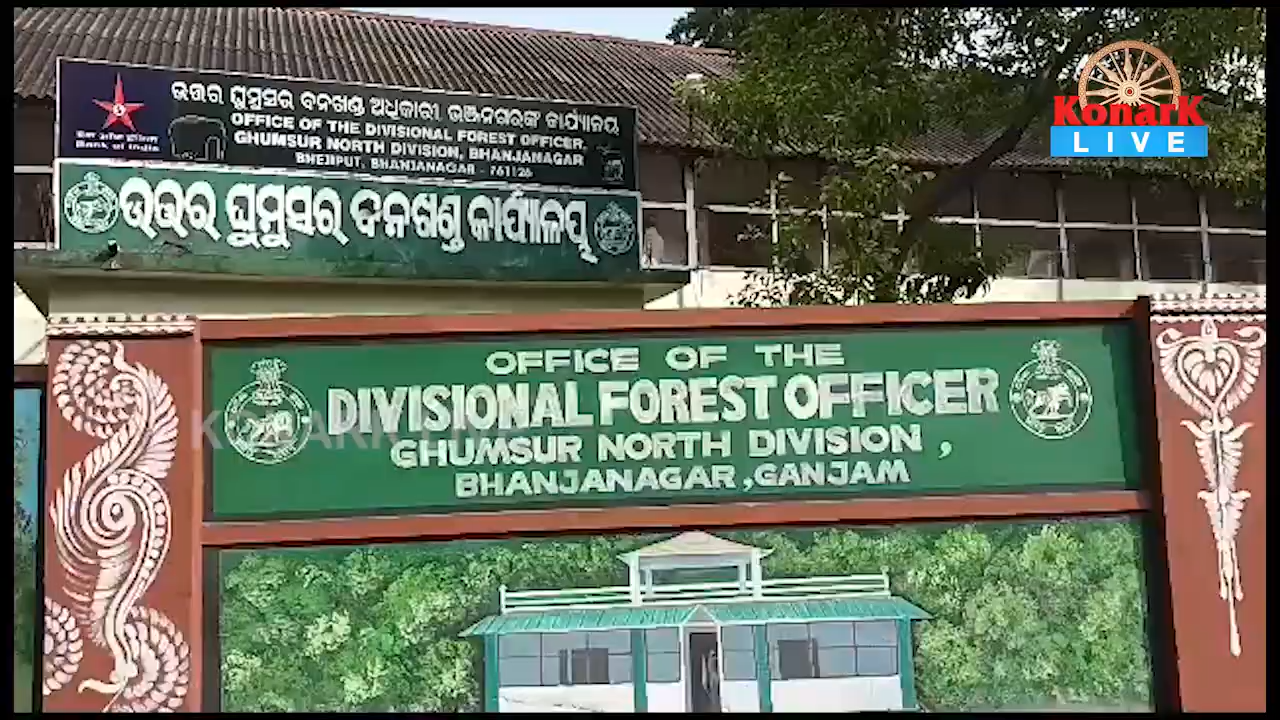 KonarK
LIVE
ଉତ୍ତର ଘୁମୁସର ବନଖଣ୍ଡ ଅଧିକାରୀ ଭଞ୍ଜନଗରଙ୍କ କାର୍ଯ୍ୟାଳୟ
OFFICE OF THE DIVISIONAL FOREST OFFICER,
GHUMSUR NORTH DIVISION, BHANJANAGAR
BHEJIPUT, BHANJANAGAR - 761126
Bank of India
ଉତ୍ତର ଘୁମୁସର ବନଖଣ୍ଡ କାର୍ଯ୍ୟାଳୟ
OFFICE OF THE
DIVISIONAL FOREST OFFICER
GHUMSUR NORTH DIVISION ,
BHANJANAGAR ,GANJAM